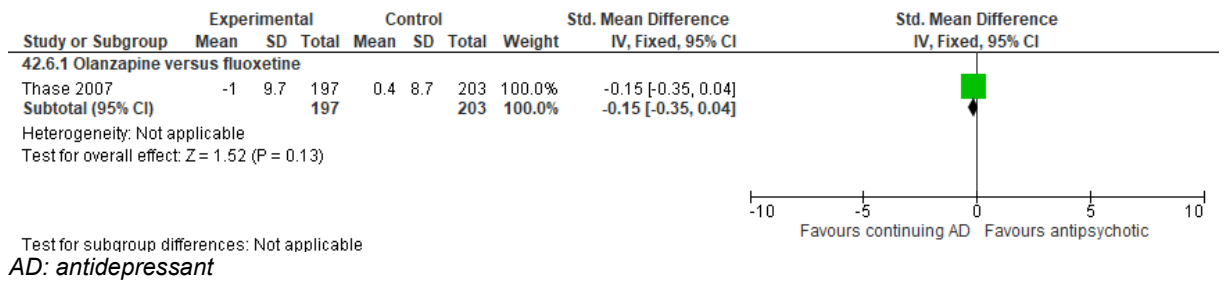 Experimental Control Std. Mean Difference Std. Mean Difference
Study or Subgroup Mean SD Total Mean SD Total Weight IV, Fixed, 95% CI IV, Fixed, 95% CI
42.6.1 Olanzapine versus fluoxetine
Thase 2007 -1 9.7 197 0.4 8.7 203 100.0% -0.15 [-0.35, 0.04]
Subtotal (95% CI) 197 203 100.0% -0.15 [-0.35, 0.04]
Heterogeneity: Not applicable
Test for overall effect: Z = 1.52 (P = 0.13)
-10 -5 0 5 10
Favours continuing AD Favours antipsychotic
Test for subgroup differences: Not applicable
AD: antidepressant